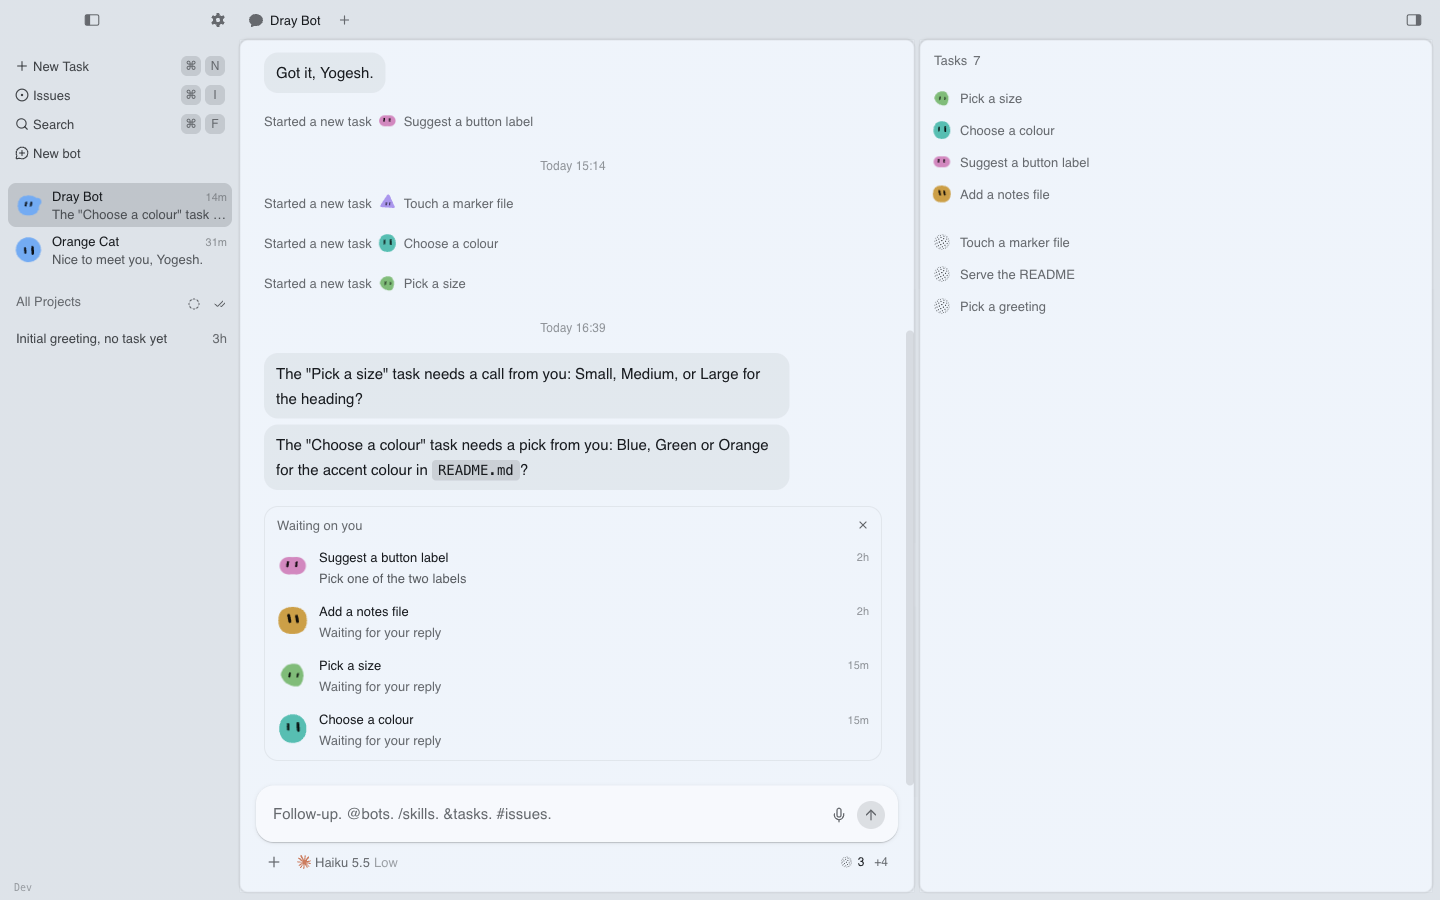 Dray Bot
New Task ⌘ N
Issues ⌘ I
Search ⌘ F
New bot
Dray Bot 14m
The "Choose a colour" task …
Orange Cat 31m
Nice to meet you, Yogesh.
All Projects
Initial greeting, no task yet 3h
Dev
Got it, Yogesh.
Started a new task Suggest a button label
Today 15:14
Started a new task Touch a marker file
Started a new task Choose a colour
Started a new task Pick a size
Today 16:39
The "Pick a size" task needs a call from you: Small, Medium, or Large for
the heading?
The "Choose a colour" task needs a pick from you: Blue, Green or Orange
for the accent colour in README.md ?
Waiting on you
Suggest a button label 2h
Pick one of the two labels
Add a notes file 2h
Waiting for your reply
Pick a size 15m
Waiting for your reply
Choose a colour 15m
Waiting for your reply
Follow-up. @bots. /skills. &tasks. #issues.
Haiku 5.5 Low 3 +4
Tasks 7
Pick a size
Choose a colour
Suggest a button label
Add a notes file
Touch a marker file
Serve the README
Pick a greeting